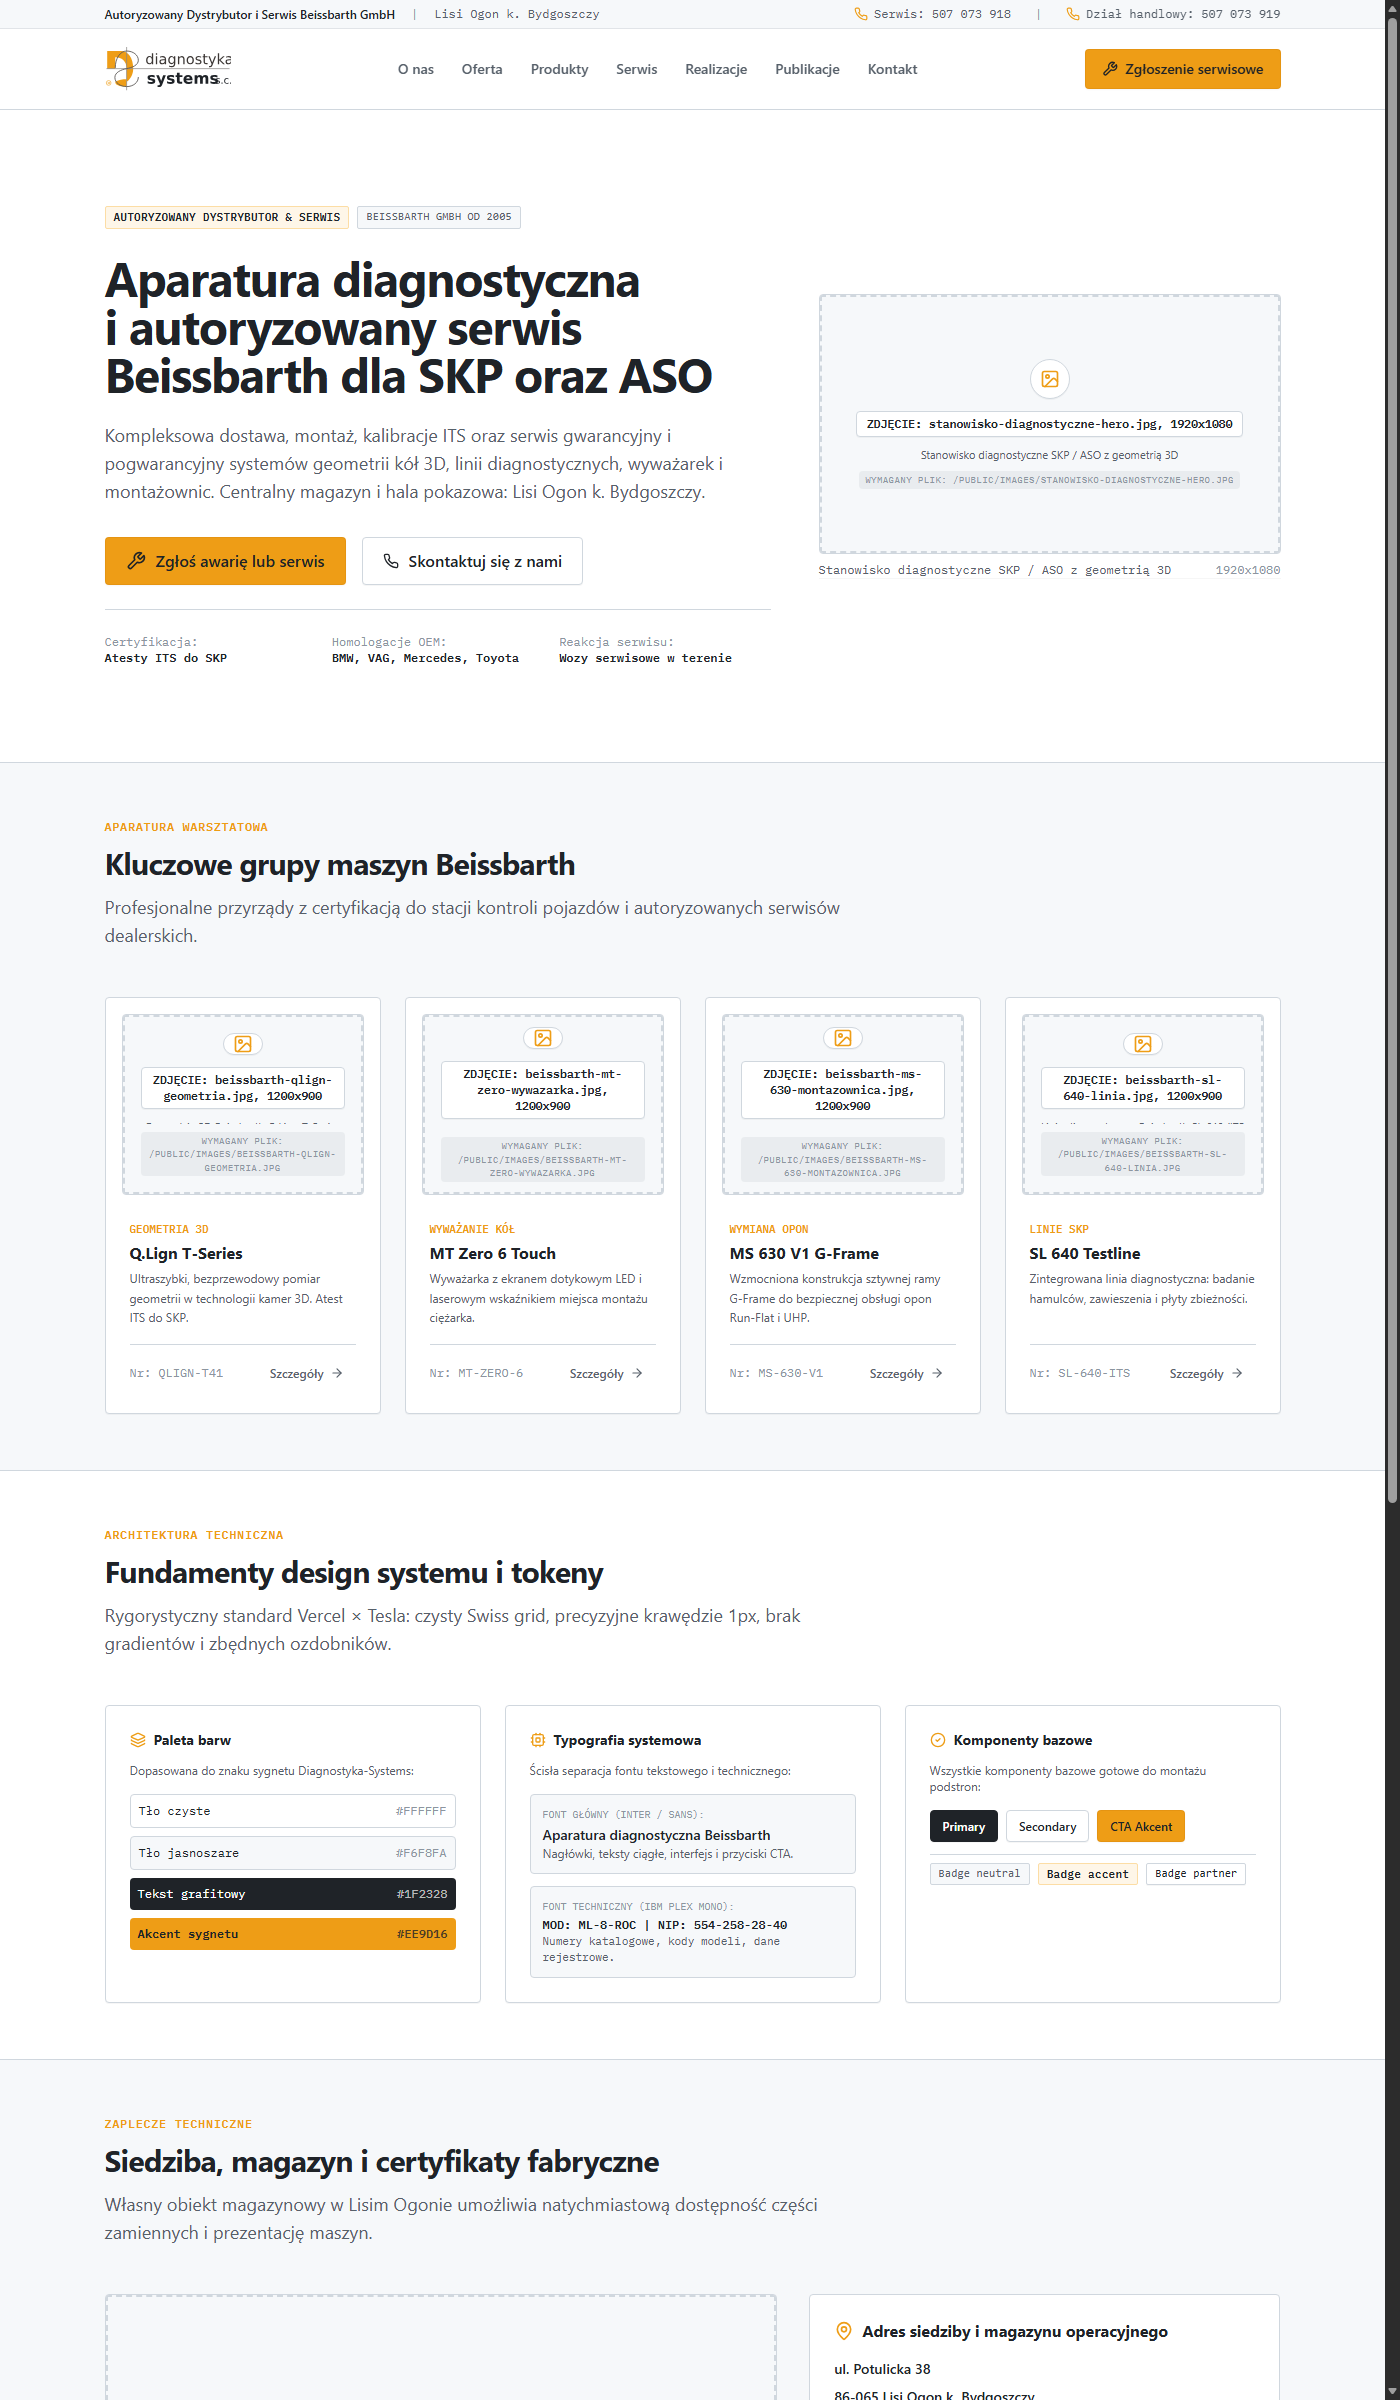 Autoryzowany Dystrybutor i Serwis Beissbarth GmbH | Lisi Ogon k. Bydgoszczy
Serwis: 507 073 918 | Dział handlowy: 507 073 919
diagnostyka
systems s.c.
O nas Oferta Produkty Serwis Realizacje Publikacje Kontakt
Zgłoszenie serwisowe
AUTORYZOWANY DYSTRYBUTOR & SERWIS
BEISSBARTH GMBH OD 2005
Aparatura diagnostyczna
i autoryzowany serwis
Beissbarth dla SKP oraz ASO
Kompleksowa dostawa, montaż, kalibracje ITS oraz serwis gwarancyjny i
pogwarancyjny systemów geometrii kół 3D, linii diagnostycznych, wyważarek i
montażownic. Centralny magazyn i hala pokazowa: Lisi Ogon k. Bydgoszczy.
Zgłoś awarię lub serwis
Skontaktuj się z nami
Certyfikacja:
Atesty ITS do SKP
Homologacje OEM:
BMW, VAG, Mercedes, Toyota
Reakcja serwisu:
Wozy serwisowe w terenie
ZDJĘCIE: stanowisko-diagnostyczne-hero.jpg, 1920x1080
Stanowisko diagnostyczne SKP / ASO z geometrią 3D
WYMAGANY PLIK: /PUBLIC/IMAGES/STANOWISKO-DIAGNOSTYCZNE-HERO.JPG
Stanowisko diagnostyczne SKP / ASO z geometrią 3D 1920x1080
APARATURA WARSZTATOWA
Kluczowe grupy maszyn Beissbarth
Profesjonalne przyrządy z certyfikacją do stacji kontroli pojazdów i autoryzowanych serwisów
dealerskich.
ZDJĘCIE: beissbarth-qlign-
geometria.jpg, 1200x900
WYMAGANY PLIK:
/PUBLIC/IMAGES/BEISSBARTH-QLIGN-
GEOMETRIA.JPG
GEOMETRIA 3D
Q.Lign T-Series
Ultraszybki, bezprzewodowy pomiar
geometrii w technologii kamer 3D. Atest
ITS do SKP.
Nr: QLIGN-T41 Szczegóły
ZDJĘCIE: beissbarth-mt-
zero-wywazarka.jpg,
1200x900
WYMAGANY PLIK:
/PUBLIC/IMAGES/BEISSBARTH-MT-
ZERO-WYWAZARKA.JPG
WYWAŻANIE KÓŁ
MT Zero 6 Touch
Wyważarka z ekranem dotykowym LED i
laserowym wskaźnikiem miejsca montażu
ciężarka.
Nr: MT-ZERO-6 Szczegóły
ZDJĘCIE: beissbarth-ms-
630-montazownica.jpg,
1200x900
WYMAGANY PLIK:
/PUBLIC/IMAGES/BEISSBARTH-MS-
630-MONTAZOWNICA.JPG
WYMIANA OPON
MS 630 V1 G-Frame
Wzmocniona konstrukcja sztywnej ramy
G-Frame do bezpiecznej obsługi opon
Run-Flat i UHP.
Nr: MS-630-V1 Szczegóły
ZDJĘCIE: beissbarth-sl-
640-linia.jpg, 1200x900
WYMAGANY PLIK:
/PUBLIC/IMAGES/BEISSBARTH-SL-
640-LINIA.JPG
LINIE SKP
SL 640 Testline
Zintegrowana linia diagnostyczna: badanie
hamulców, zawieszenia i płyty zbieżności.
Nr: SL-640-ITS Szczegóły
ARCHITEKTURA TECHNICZNA
Fundamenty design systemu i tokeny
Rygorystyczny standard Vercel × Tesla: czysty Swiss grid, precyzyjne krawędzie 1px, brak
gradientów i zbędnych ozdobników.
Paleta barw
Dopasowana do znaku sygnetu Diagnostyka-Systems:
Tło czyste #FFFFFF
Tło jasnoszare #F6F8FA
Tekst grafitowy #1F2328
Akcent sygnetu #EE9D16
Typografia systemowa
Ścisła separacja fontu tekstowego i technicznego:
FONT GŁÓWNY (INTER / SANS):
Aparatura diagnostyczna Beissbarth
Nagłówki, teksty ciągłe, interfejs i przyciski CTA.
FONT TECHNICZNY (IBM PLEX MONO):
MOD: ML-8-ROC | NIP: 554-258-28-40
Numery katalogowe, kody modeli, dane
rejestrowe.
Komponenty bazowe
Wszystkie komponenty bazowe gotowe do montażu
podstron:
Primary Secondary CTA Akcent
Badge neutral Badge accent Badge partner
ZAPLECZE TECHNICZNE
Siedziba, magazyn i certyfikaty fabryczne
Własny obiekt magazynowy w Lisim Ogonie umożliwia natychmiastową dostępność części
zamiennych i prezentację maszyn.
Adres siedziby i magazynu operacyjnego
ul. Potulicka 38
86-065 Lisi Ogon k. Bydgoszczy